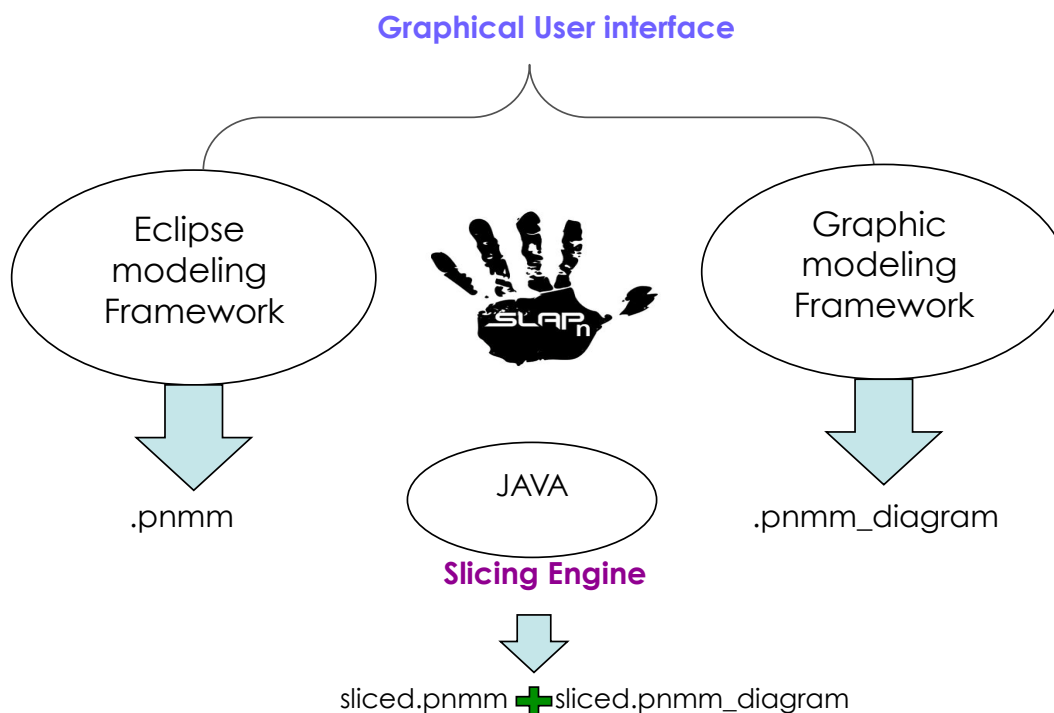 Graphical User interface
Eclipse
modeling
Framework
Graphic
modeling
Framework
SLAPn
.pnmm
JAVA
.pnmm_diagram
Slicing Engine
sliced.pnmm
sliced.pnmm_diagram